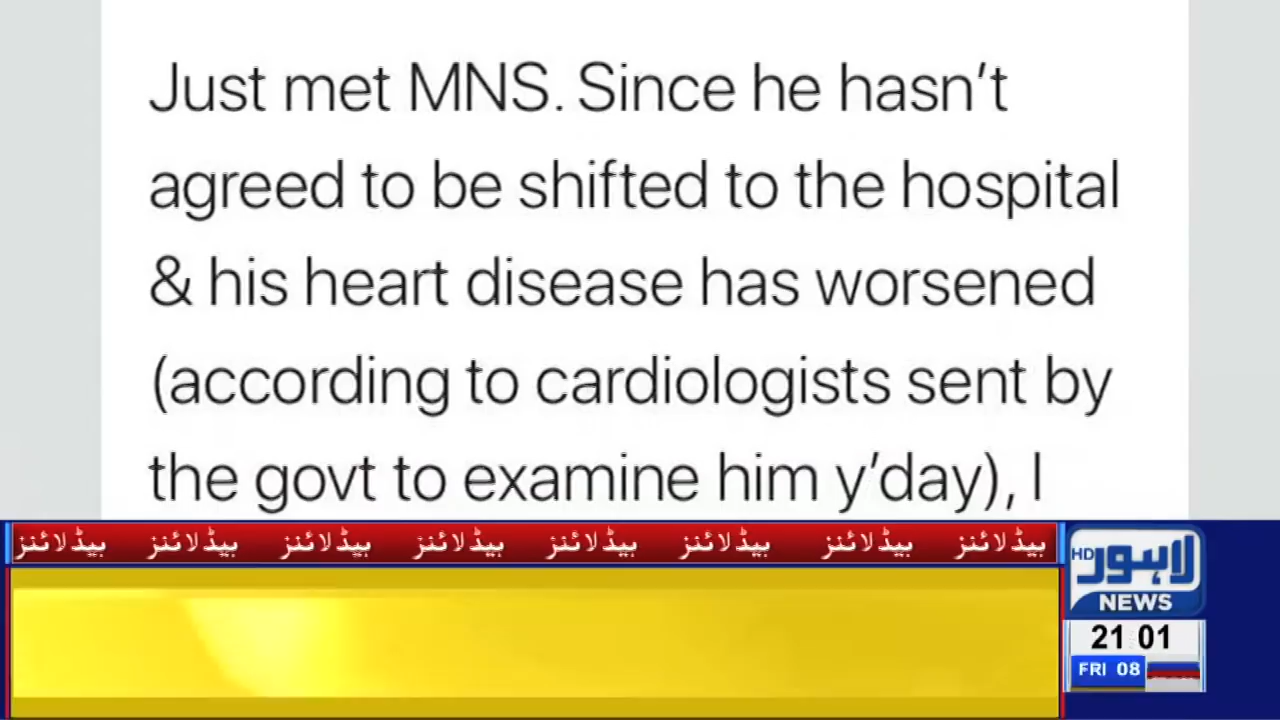 Just met MNS. Since he hasn't
agreed to be shifted to the hospital
& his heart disease has worsened
(according to cardiologists sent by
the govt to examine him y'day), I
ہیڈلائنز ہیڈلائنز ہیڈلائنز ہیڈلائنز ہیڈلائنز ہیڈلائنز ہیڈلائنز ہیڈلائنز
HD لاہور
NEWS
21 01
FRI 08